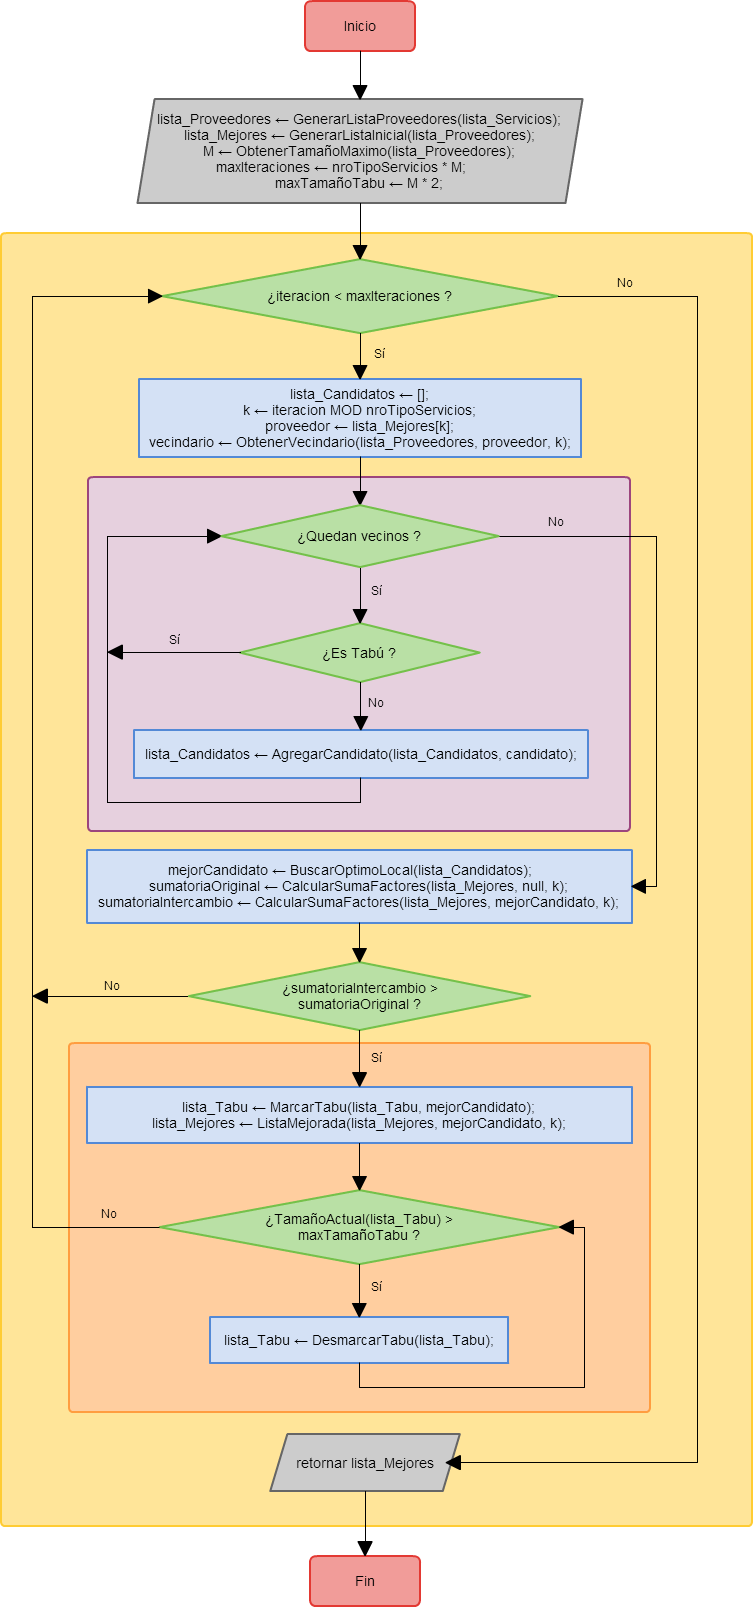 Inicio
lista_Proveedores ← GenerarListaProveedores(lista_Servicios);
lista_Mejores ← GenerarListaInicial(lista_Proveedores);
M ← ObtenerTamañoMaximo(lista_Proveedores);
maxIteraciones ← nroTipoServicios * M;
maxTamañoTabu ← M * 2;
¿iteracion < maxIteraciones ?
No
Sí
lista_Candidatos ← [];
k ← iteracion MOD nroTipoServicios;
proveedor ← lista_Mejores[k];
vecindario ← ObtenerVecindario(lista_Proveedores, proveedor, k);
¿Quedan vecinos ?
No
Sí
¿Es Tabú ?
Sí
No
lista_Candidatos ← AgregarCandidato(lista_Candidatos, candidato);
mejorCandidato ← BuscarOptimoLocal(lista_Candidatos);
sumatoriaOriginal ← CalcularSumaFactores(lista_Mejores, null, k);
sumatoriaIntercambio ← CalcularSumaFactores(lista_Mejores, mejorCandidato, k);
¿sumatoriaIntercambio >
sumatoriaOriginal ?
No
Sí
lista_Tabu ← MarcarTabu(lista_Tabu, mejorCandidato);
lista_Mejores ← ListaMejorada(lista_Mejores, mejorCandidato, k);
¿TamañoActual(lista_Tabu) >
maxTamañoTabu ?
No
Sí
lista_Tabu ← DesmarcarTabu(lista_Tabu);
retornar lista_Mejores
Fin